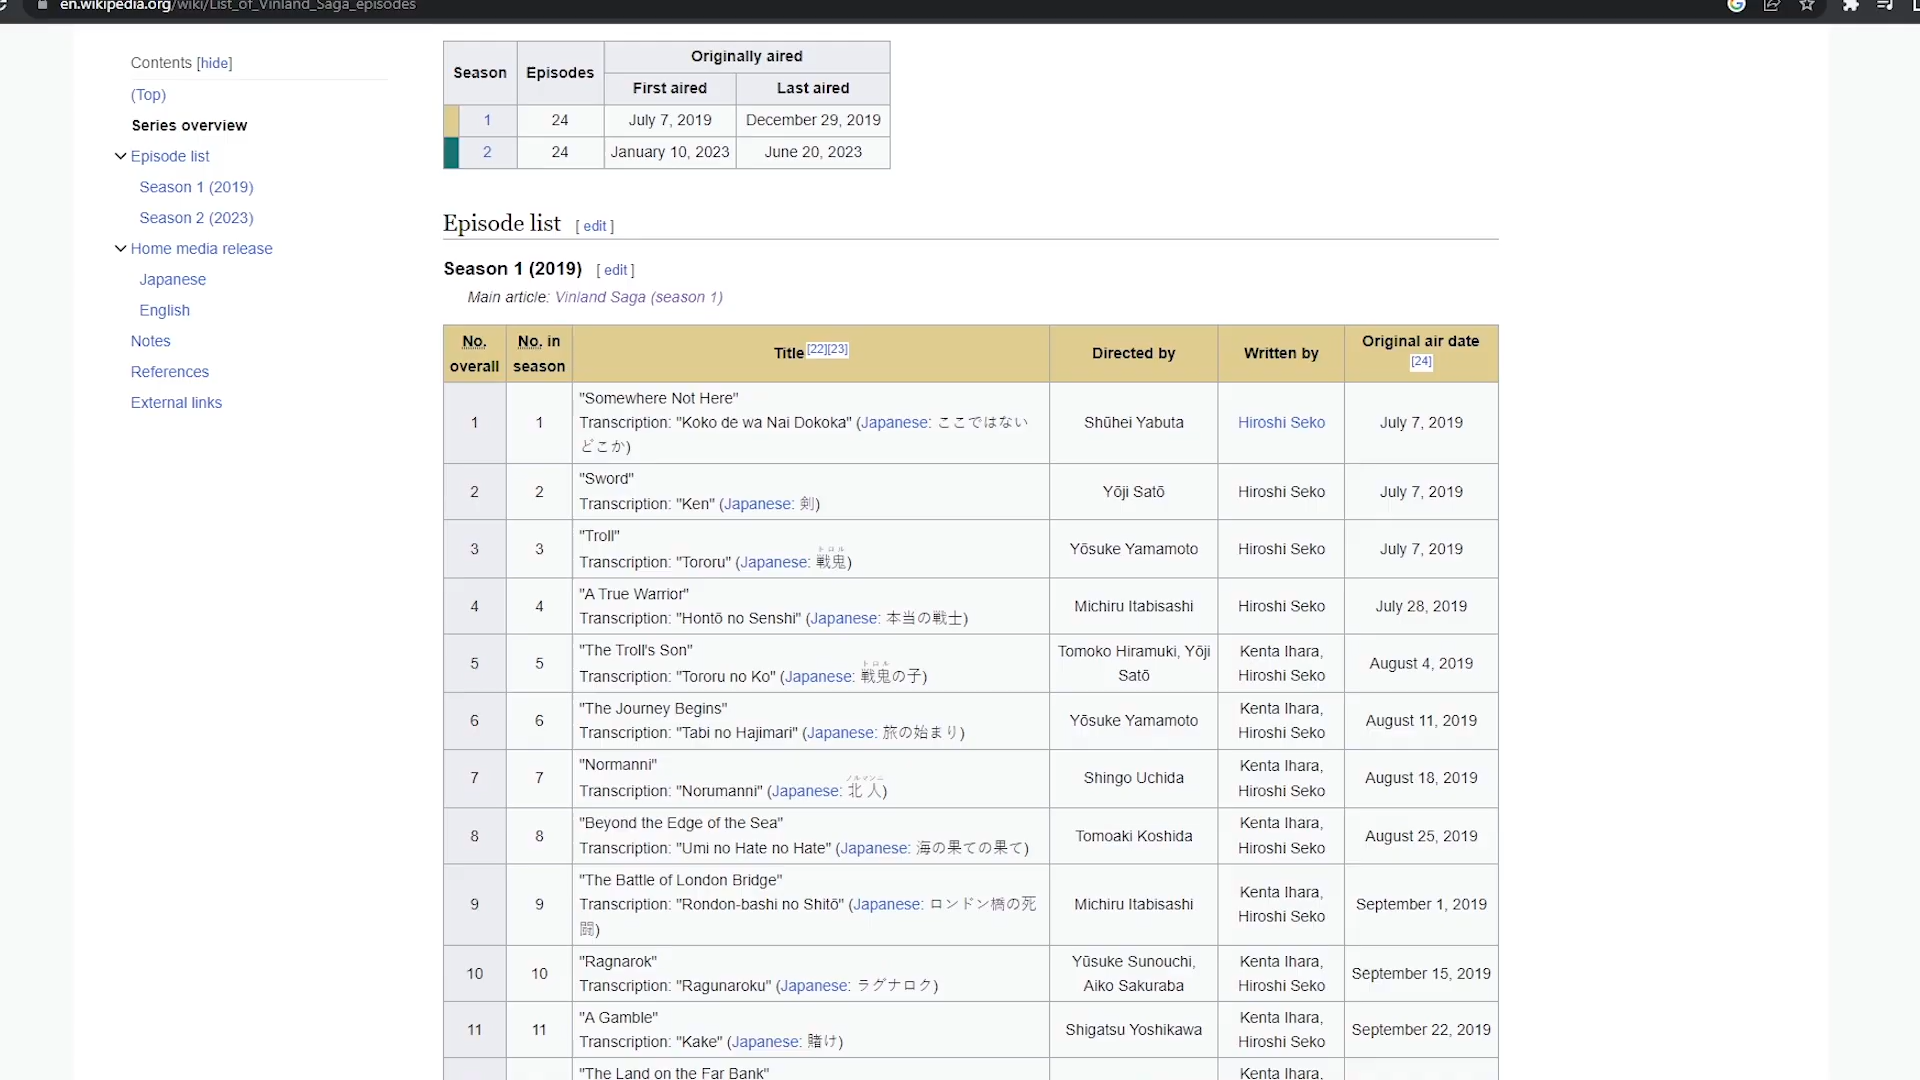 en.wikipedia.org/wiki/List_of_Vinland_Saga_episodes
Contents [hide]
(Top)
Series overview
Episode list
Season 1 (2019)
Season 2 (2023)
Home media release
Japanese
English
Notes
References
External links
Season Episodes Originally aired
First aired Last aired
1 24 July 7, 2019 December 29, 2019
2 24 January 10, 2023 June 20, 2023
Episode list [ edit ]
Season 1 (2019) [ edit ]
Main article: Vinland Saga (season 1)
No. overall No. in season Title [22][23] Directed by Written by Original air date [24]
1 1 "Somewhere Not Here"
Transcription: "Koko de wa Nai Dokoka" (Japanese: ここではない
どこか) Shūhei Yabuta Hiroshi Seko July 7, 2019
2 2 "Sword"
Transcription: "Ken" (Japanese: 剣) Yōji Satō Hiroshi Seko July 7, 2019
3 3 "Troll"
トロル
Transcription: "Tororu" (Japanese: 戦鬼) Yōsuke Yamamoto Hiroshi Seko July 7, 2019
4 4 "A True Warrior"
Transcription: "Hontō no Senshi" (Japanese: 本当の戦士) Michiru Itabisashi Hiroshi Seko July 28, 2019
5 5 "The Troll's Son"
トロル
Transcription: "Tororu no Ko" (Japanese: 戦鬼の子) Tomoko Hiramuki, Yōji Satō Kenta Ihara, Hiroshi Seko August 4, 2019
6 6 "The Journey Begins"
Transcription: "Tabi no Hajimari" (Japanese: 旅の始まり) Yōsuke Yamamoto Kenta Ihara, Hiroshi Seko August 11, 2019
7 7 "Normanni"
ノルマンニ
Transcription: "Norumanni" (Japanese: 北人) Shingo Uchida Kenta Ihara, Hiroshi Seko August 18, 2019
8 8 "Beyond the Edge of the Sea"
Transcription: "Umi no Hate no Hate" (Japanese: 海の果ての果て) Tomoaki Koshida Kenta Ihara, Hiroshi Seko August 25, 2019
9 9 "The Battle of London Bridge"
Transcription: "Rondon-bashi no Shitō" (Japanese: ロンドン橋の死
闘) Michiru Itabisashi Kenta Ihara, Hiroshi Seko September 1, 2019
10 10 "Ragnarok"
Transcription: "Ragunaroku" (Japanese: ラグナロク) Yūsuke Sunouchi, Aiko Sakuraba Kenta Ihara, Hiroshi Seko September 15, 2019
11 11 "A Gamble"
Transcription: "Kake" (Japanese: 賭け) Shigatsu Yoshikawa Kenta Ihara, Hiroshi Seko September 22, 2019
"The Land on the Far Bank" Kenta Ihara,